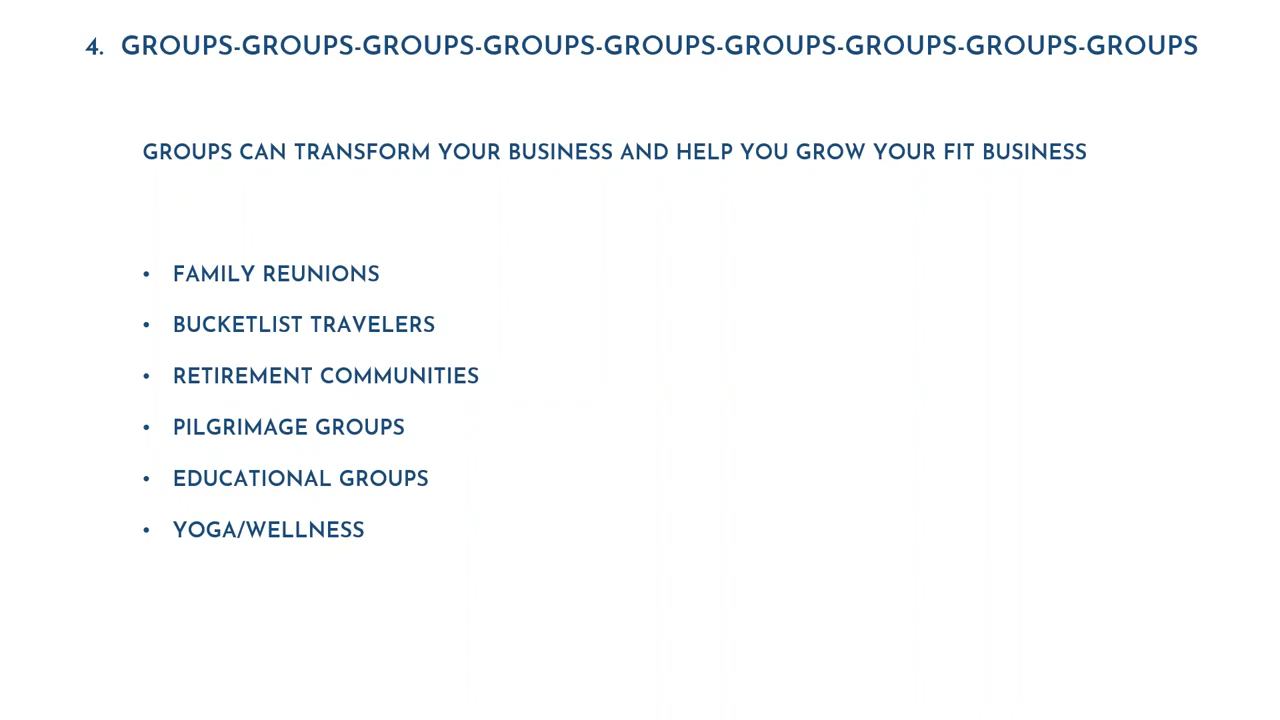 4. GROUPS-GROUPS-GROUPS-GROUPS-GROUPS-GROUPS-GROUPS-GROUPS-GROUPS
GROUPS CAN TRANSFORM YOUR BUSINESS AND HELP YOU GROW YOUR FIT BUSINESS
• FAMILY REUNIONS
• BUCKETLIST TRAVELERS
• RETIREMENT COMMUNITIES
• PILGRIMAGE GROUPS
• EDUCATIONAL GROUPS
• YOGA/WELLNESS